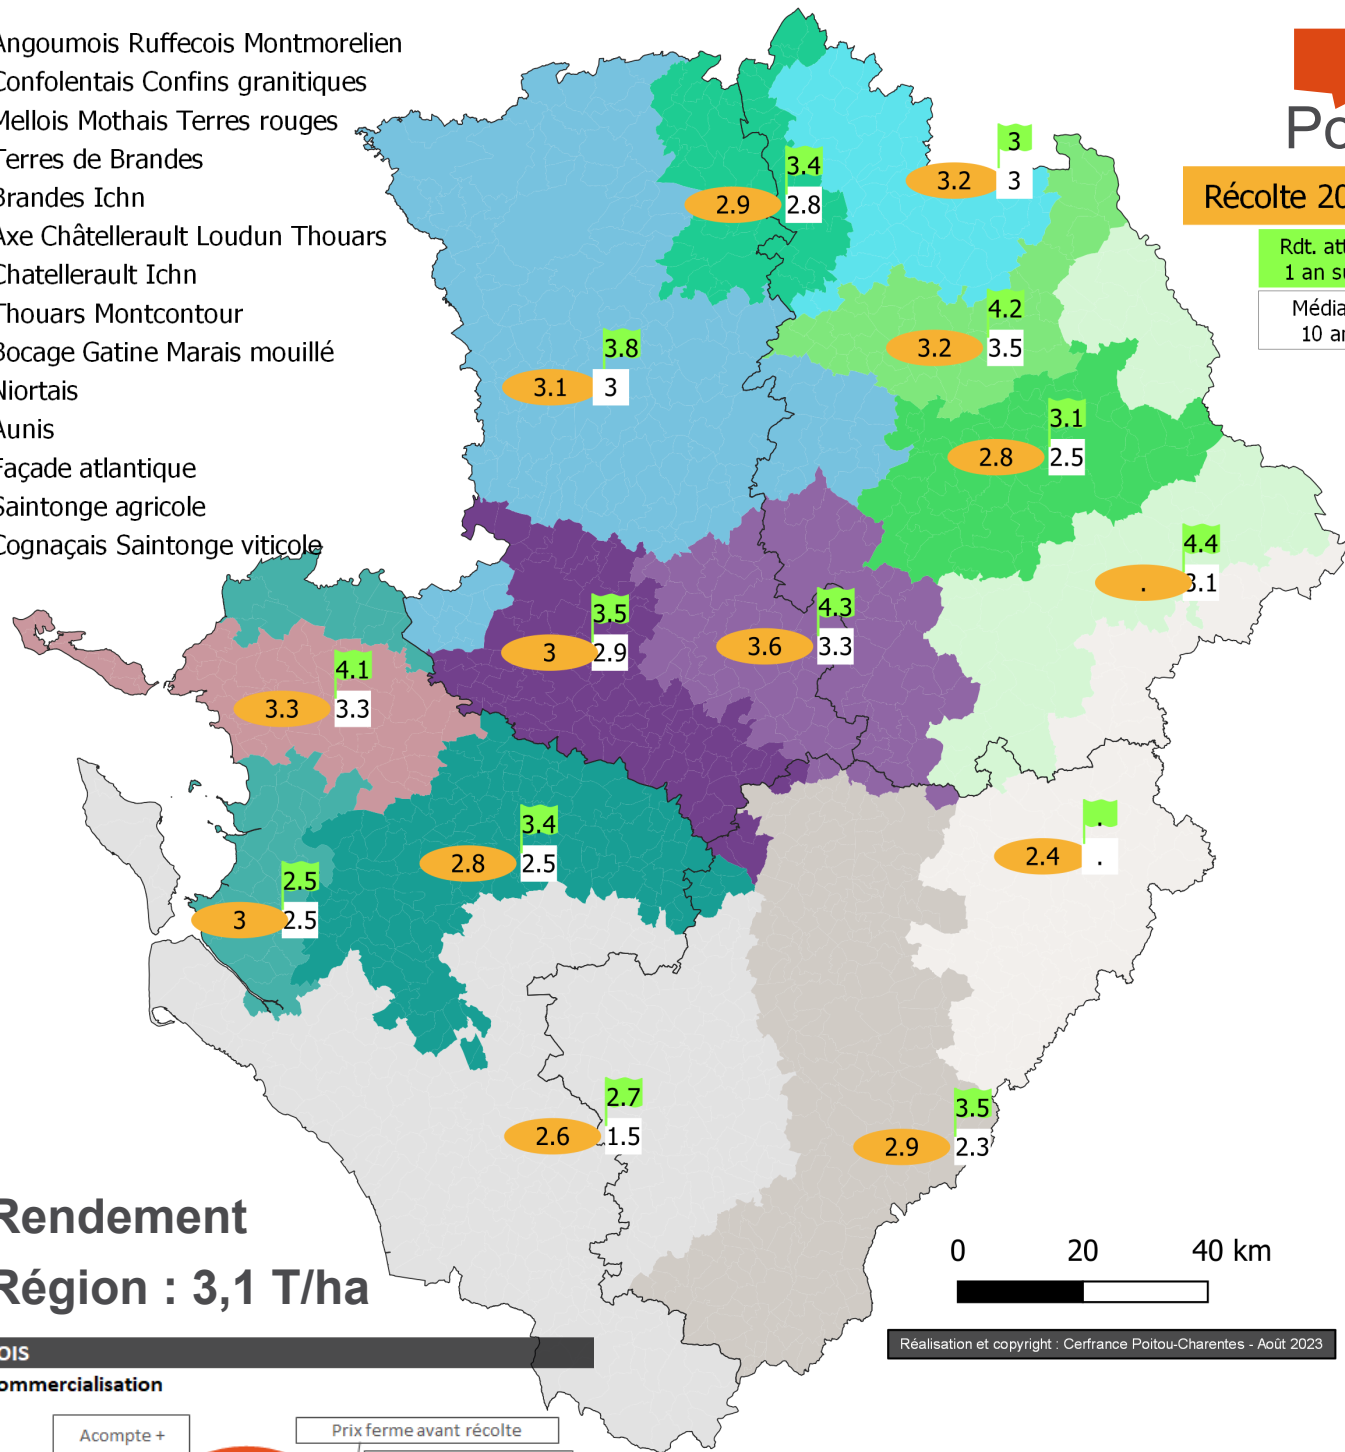 Angoumois Ruffecois Montmorelien
Confolentais Confins granitiques
Mellois Mothais Terres rouges
Terres de Brandes
Brandes Ichn
Axe Châtellerault Loudun Thouars
Chatellerault Ichn
Thouars Montcontour
Bocage Gatine Marais mouillé
Niortais
Aunis
Façade atlantique
Saintonge agricole
Cognaçais Saintonge viticole
Po
Récolte 20
Rdt. att
1 an su
Média
10 an
3.4
2.9 2.8
3
3.2 3
3.8
3.1 3
4.2
3.2 3.5
3.1
2.8 2.5
4.4
. 3.1
3.5
3 2.9
4.3
3.6 3.3
4.1
3.3 3.3
3.4
2.8 2.5
2.5
3 2.5
.
2.4 .
2.7
2.6 1.5
3.5
2.9 2.3
Rendement
Région : 3,1 T/ha
0 20 40 km
Réalisation et copyright : Cerfrance Poitou-Charentes - Août 2023
OIS
ommercialisation
Acompte +
Prix ferme avant récolte